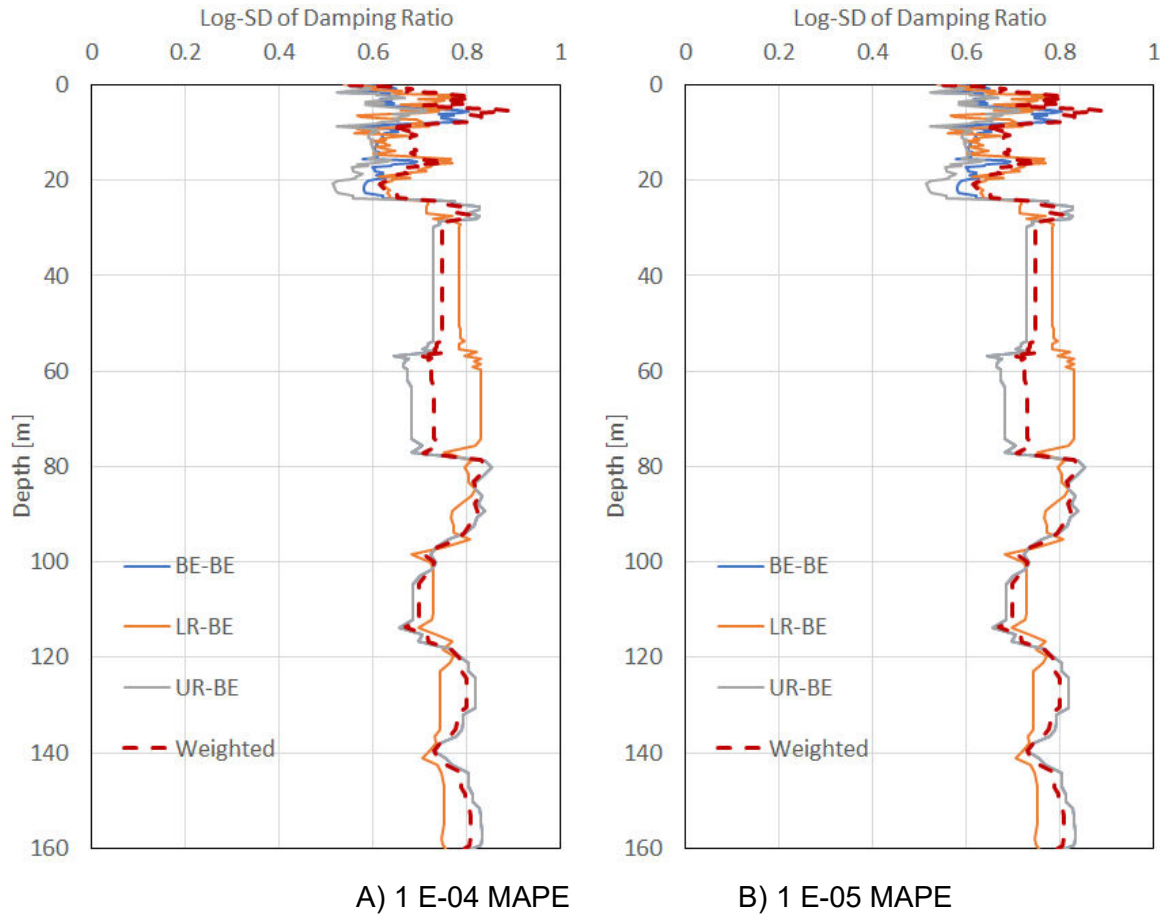 Log-SD of Damping Ratio
0 0.2 0.4 0.6 0.8 1
0
20
40
60
80
100
120
140
160
Depth [m]
BE-BE
LR-BE
UR-BE
Weighted
Log-SD of Damping Ratio
0 0.2 0.4 0.6 0.8 1
0
20
40
60
80
100
120
140
160
Depth [m]
BE-BE
LR-BE
UR-BE
Weighted
A) 1 E-04 MAPE
B) 1 E-05 MAPE